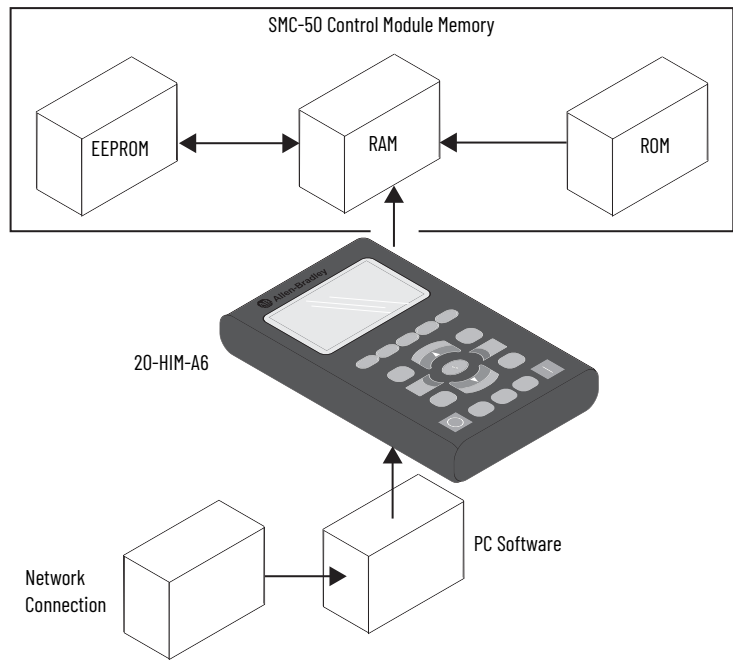 SMC-50 Control Module Memory
EEPROM
RAM
ROM
Allen-Bradley
20-HIM-A6
PC Software
Network
Connection